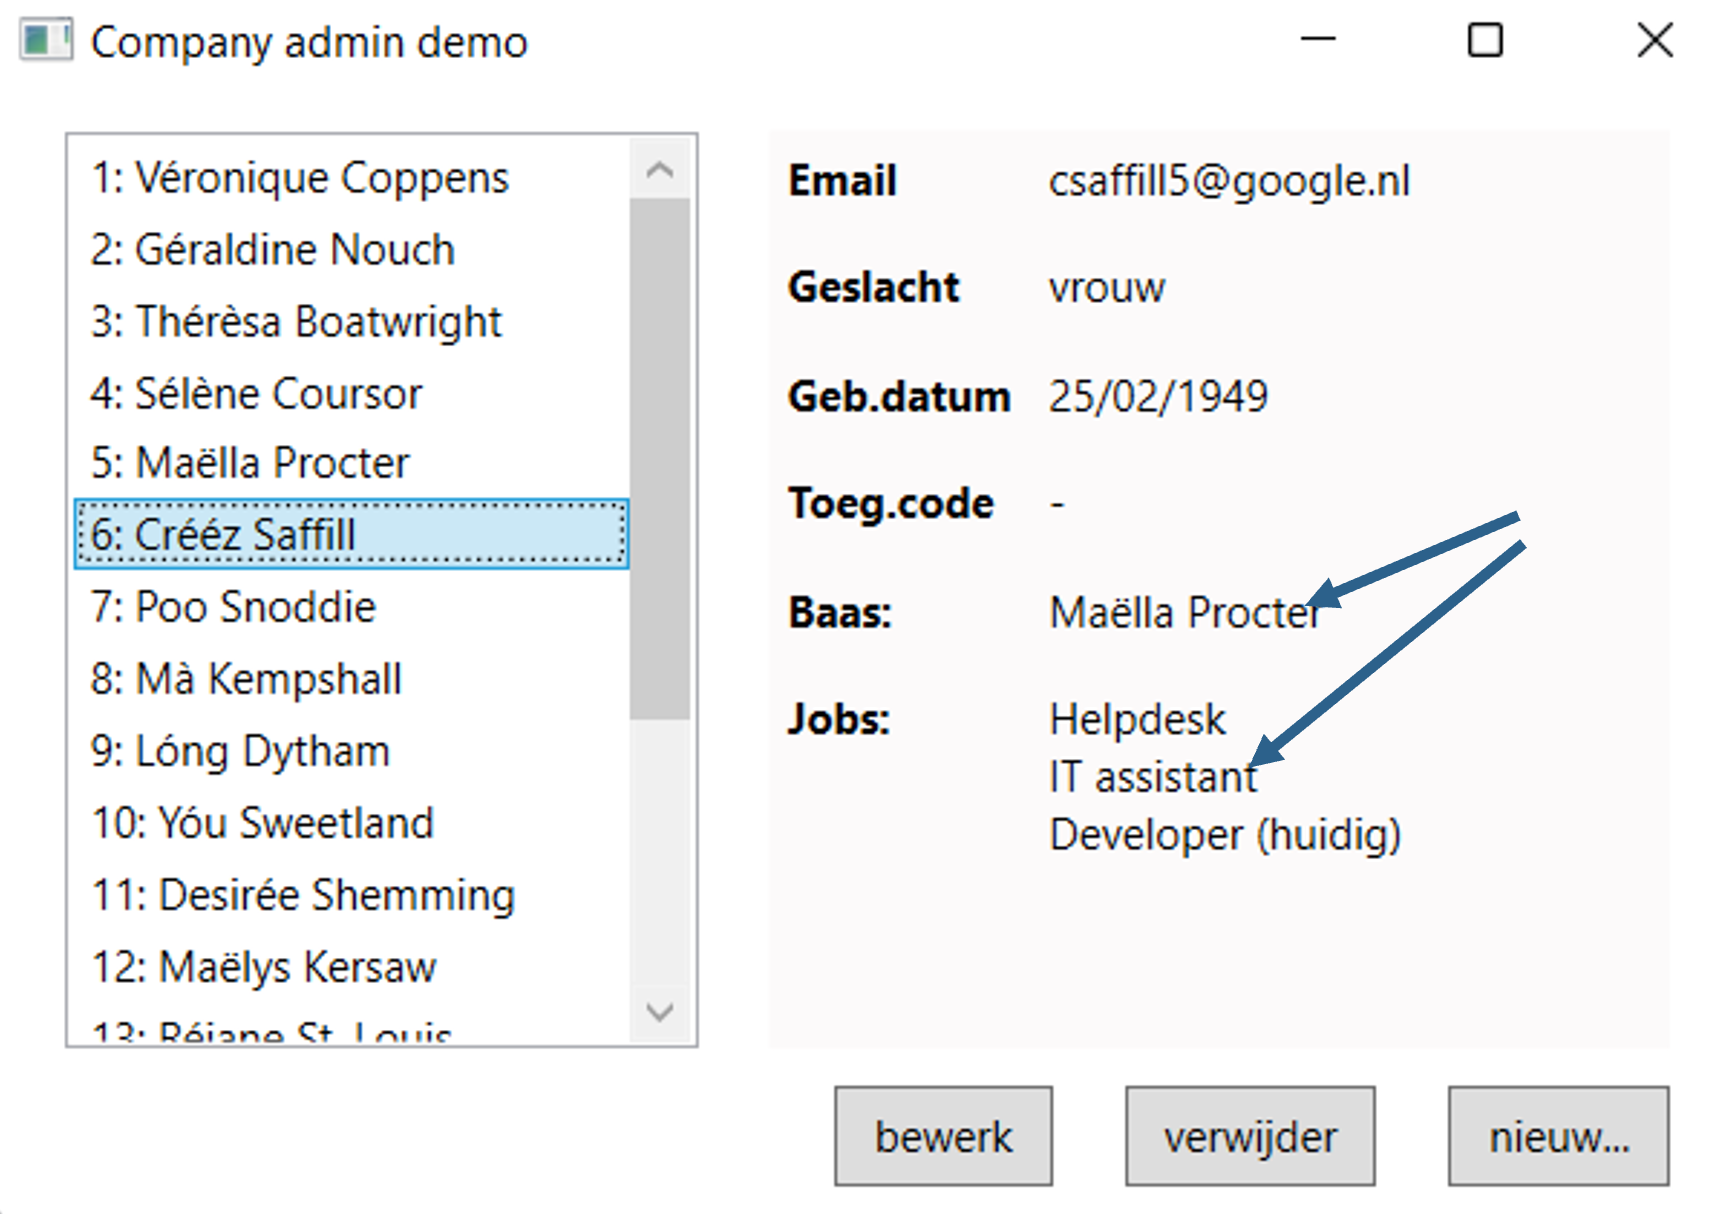 Company admin demo
1: Véronique Coppens
2: Géraldine Nouch
3: Thérèsa Boatwright
4: Sélène Coursor
5: Maëlla Procter
6: Crééz Saffill
7: Poo Snoddie
8: Mà Kempshall
9: Lóng Dytham
10: Yóu Sweetland
11: Desirée Shemming
12: Maëlys Kersaw
13: Réjane St. Louis
Email csaffill5@google.nl
Geslacht vrouw
Geb.datum 25/02/1949
Toeg.code -
Baas: Maëlla Procter
Jobs: Helpdesk
IT assistant
Developer (huidig)
bewerk verwijder nieuw...